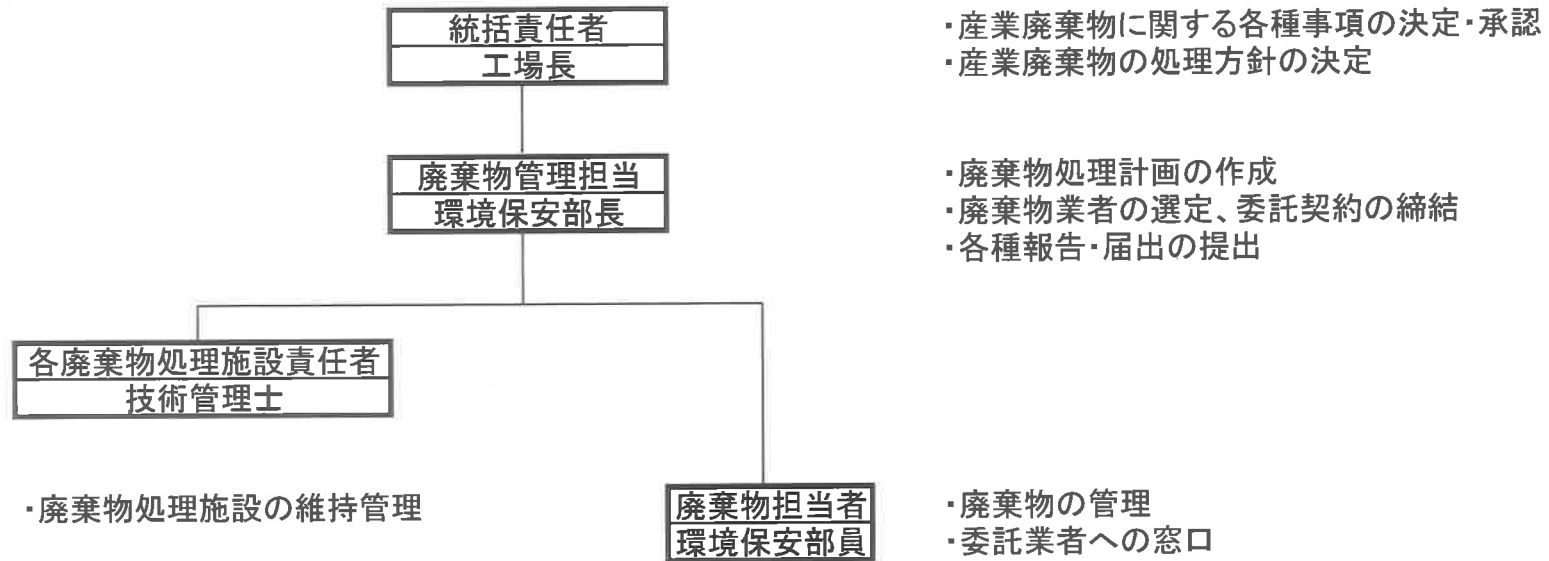 統括責任者
工場長
・産業廃棄物に関する各種事項の決定・承認
・産業廃棄物の処理方針の決定
廃棄物管理担当
環境保安部長
・廃棄物処理計画の作成
・廃棄物業者の選定、委託契約の締結
・各種報告・届出の提出
各廃棄物処理施設責任者
技術管理士
・廃棄物処理施設の維持管理
廃棄物担当者
環境保安部員
・廃棄物の管理
・委託業者への窓口